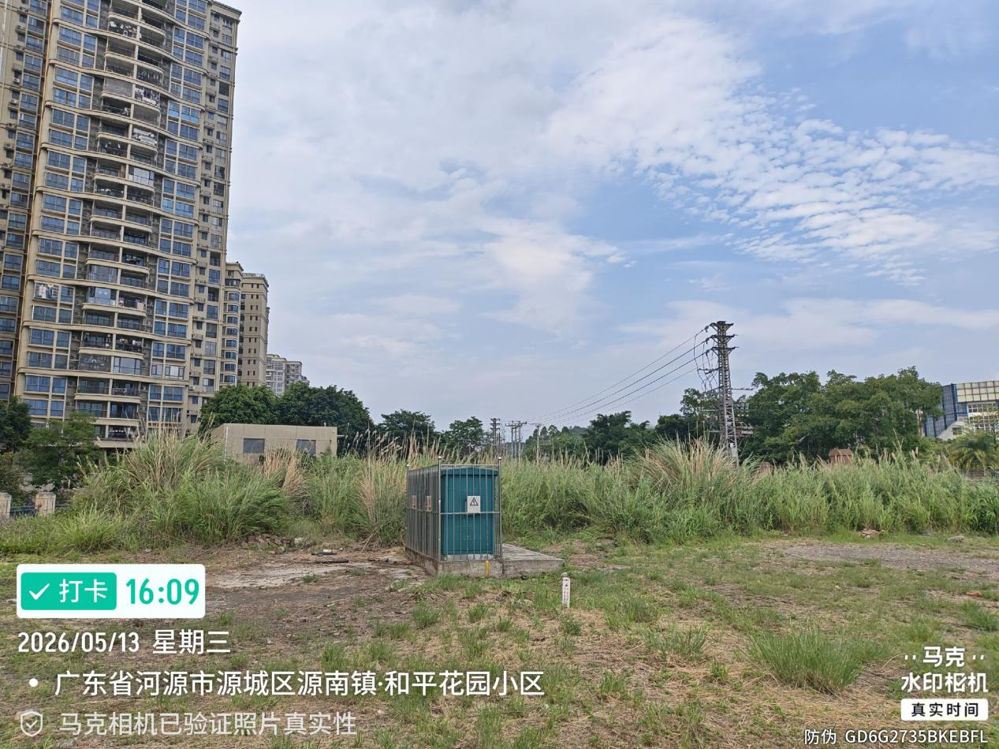 打卡 16:09
2026/05/13 星期三
广东省河源市源城区源南镇·和平花园小区
马克相机已验证照片真实性
马克
水印相机
真实时间
防伪 GD6G2735BKEBFL